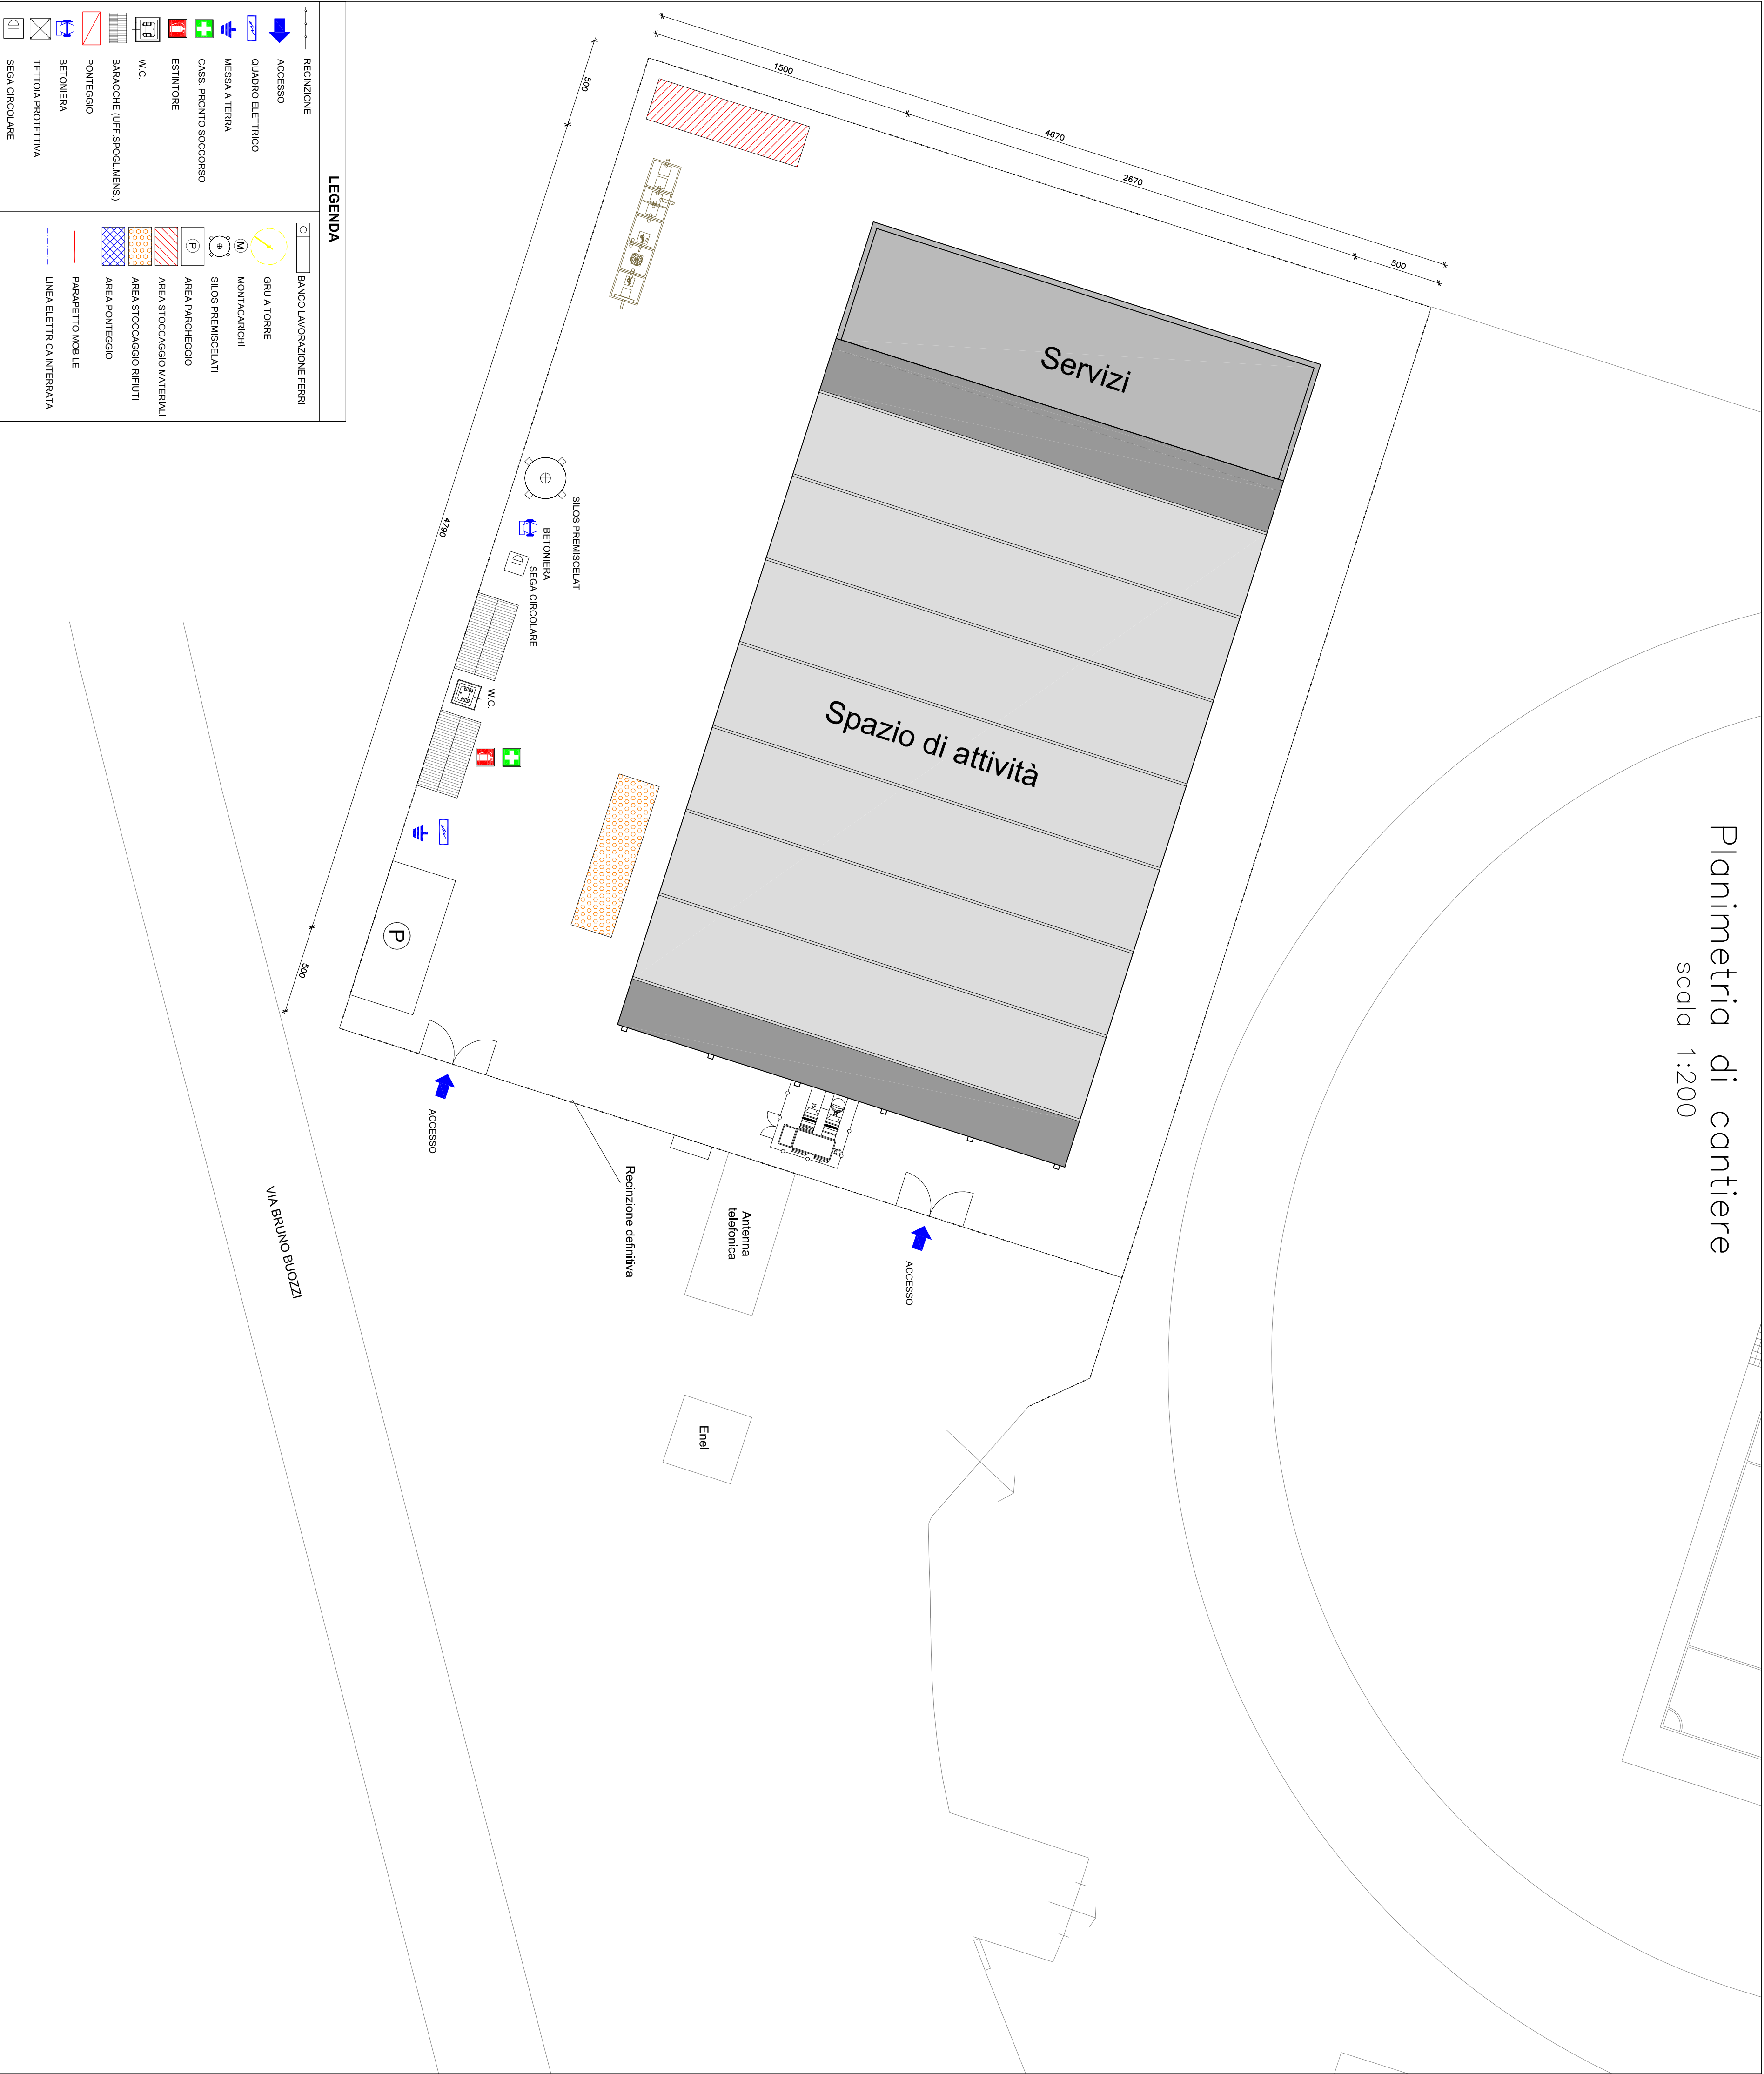 Planimetria di cantiere
scala 1:200
1500
4670
2670
500
500
4790
500
Servizi
Spazio di attività
SILOS PREMISCELATI
BETONIERA
SEGA CIRCOLARE
W.C.
P
ACCESSO
ACCESSO
Recinzione definitiva
Antenna
telefonica
Enel
VIA BRUNO BUOZZI
LEGENDA
RECINZIONE
ACCESSO
QUADRO ELETTRICO
MESSA A TERRA
CASS. PRONTO SOCCORSO
ESTINTORE
W.C.
BARACCHE (UFF.SPOGL.MENS.)
PONTEGGIO
BETONIERA
TETTOIA PROTETTIVA
SEGA CIRCOLARE
BANCO LAVORAZIONE FERRI
GRU A TORRE
M MONTACARICHI
SILOS PREMISCELATI
P AREA PARCHEGGIO
AREA STOCCAGGIO MATERIALI
AREA STOCCAGGIO RIFIUTI
AREA PONTEGGIO
PARAPETTO MOBILE
LINEA ELETTRICA INTERRATA